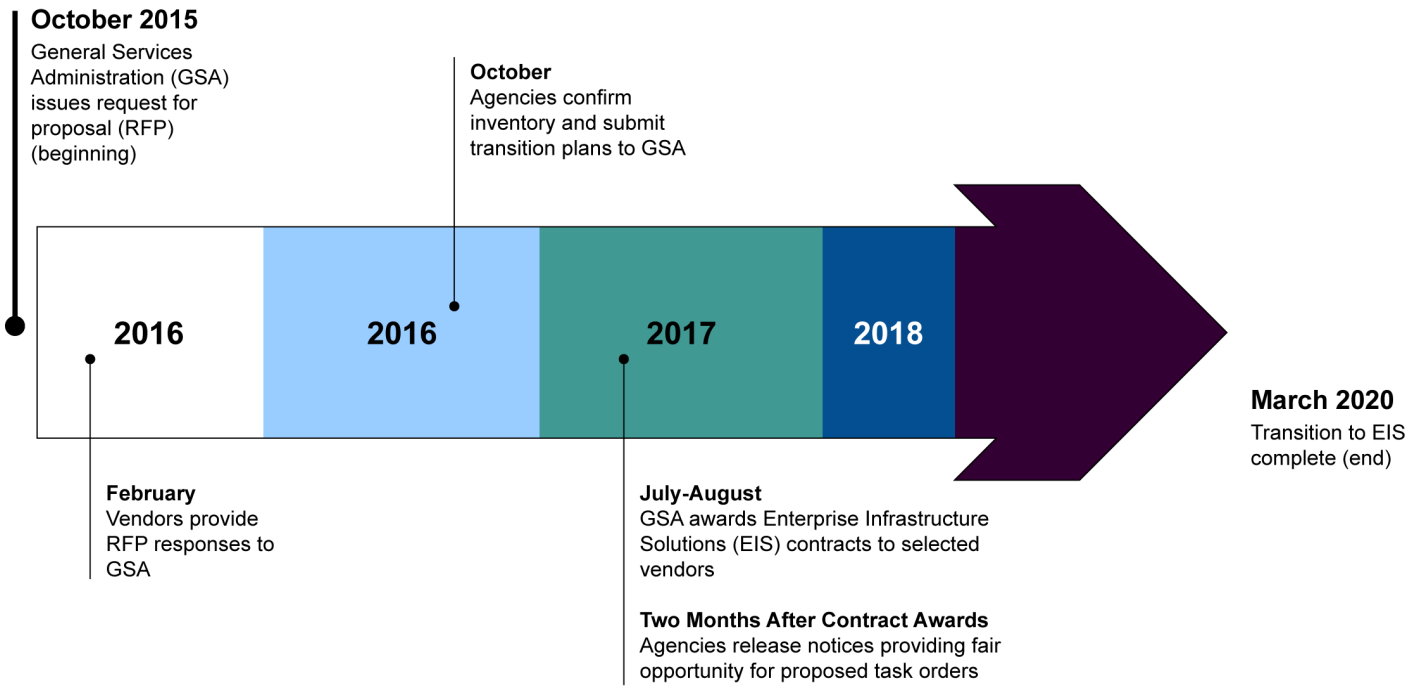 October 2015
General Services
Administration (GSA)
issues request for
proposal (RFP)
(beginning)
October
Agencies confirm
inventory and submit
transition plans to GSA
2016
2016
2017
2018
March 2020
Transition to EIS
complete (end)
February
Vendors provide
RFP responses to
GSA
July-August
GSA awards Enterprise Infrastructure
Solutions (EIS) contracts to selected
vendors
Two Months After Contract Awards
Agencies release notices providing fair
opportunity for proposed task orders